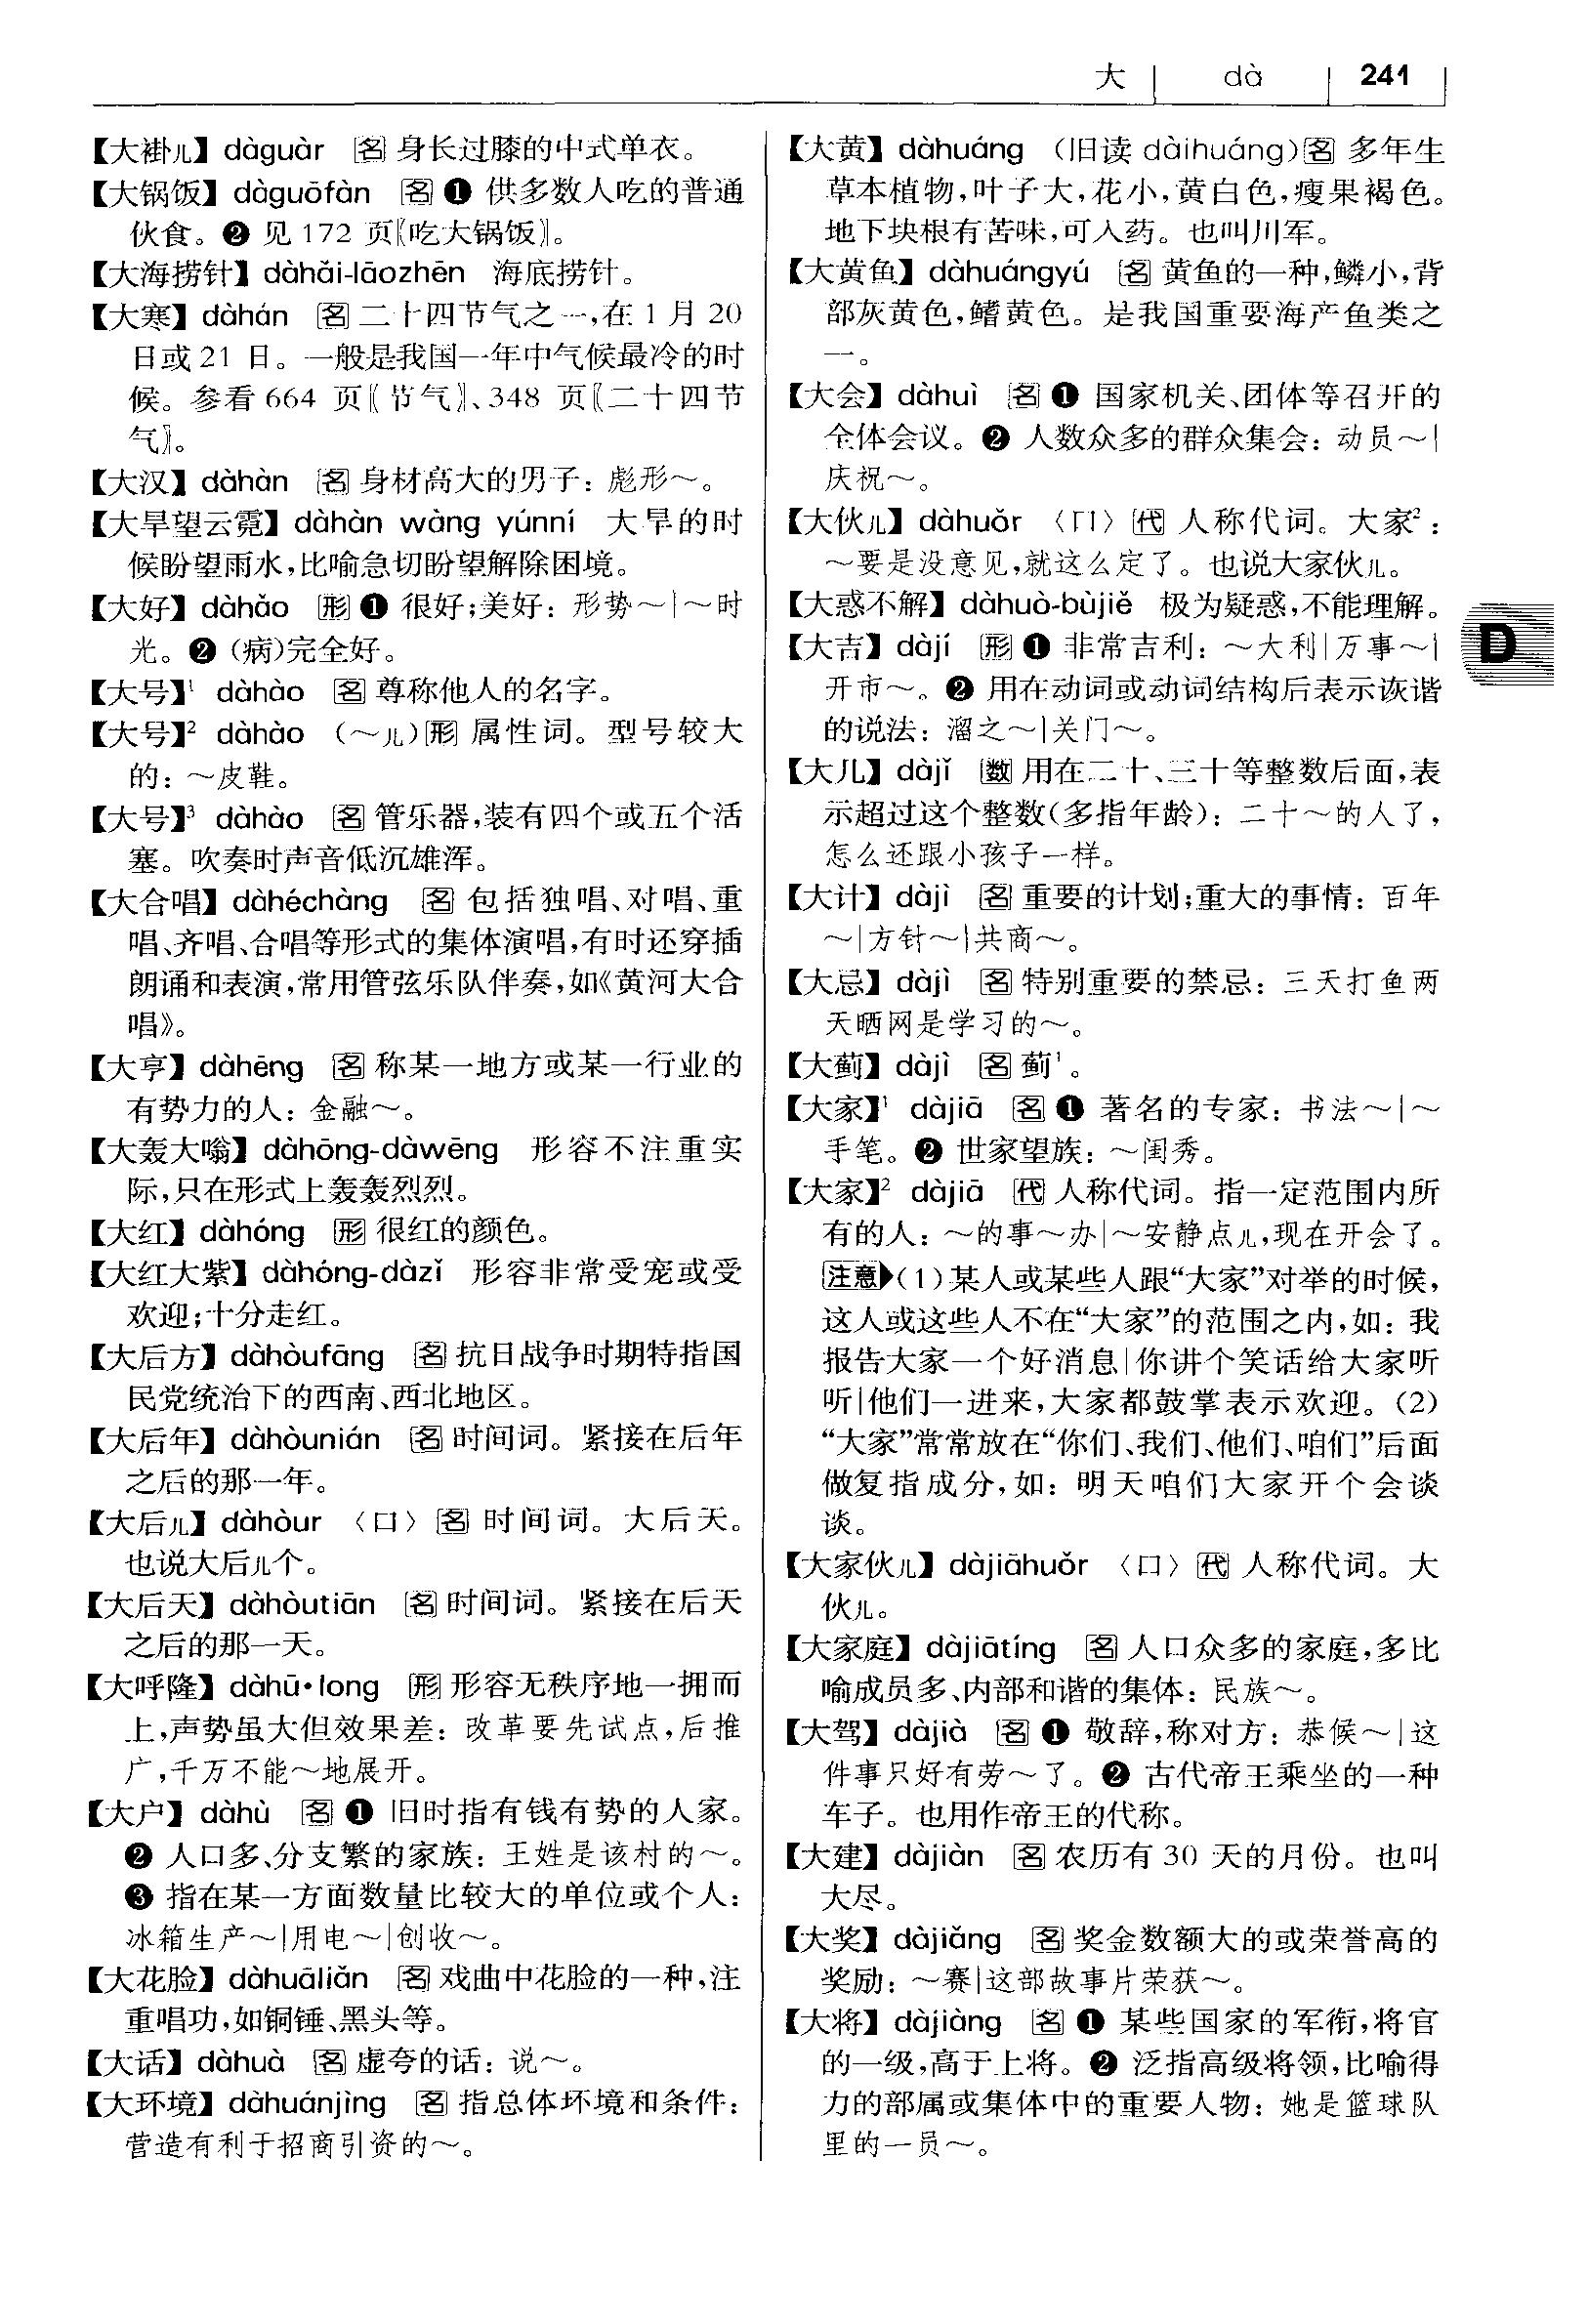 大 dà 241
【大褂儿】dàguàr 名 身长过膝的中式单衣。
【大锅饭】dàguōfàn 名 ❶ 供多数人吃的普通
伙食。❷ 见 172 页〖吃大锅饭〗。
【大海捞针】dàhǎi-lāozhēn 海底捞针。
【大寒】dàhán 名 二十四节气之一,在 1 月 20
日或 21 日。一般是我国一年中气候最冷的时
候。参看 664 页〖节气〗、348 页〖二十四节
气〗。
【大汉】dàhàn 名 身材高大的男子：彪形～。
【大旱望云霓】dàhàn wàng yúnní 大旱的时
候盼望雨水,比喻急切盼望解除困境。
【大好】dàhǎo 形 ❶ 很好;美好：形势～|～时
光。❷ (病)完全好。
【大号】¹ dàhào 名 尊称他人的名字。
【大号】² dàhào (～儿)形 属性词。型号较大
的：～皮鞋。
【大号】³ dàhào 名 管乐器,装有四个或五个活
塞。吹奏时声音低沉雄浑。
【大合唱】dàhéchàng 名 包括独唱、对唱、重
唱、齐唱、合唱等形式的集体演唱,有时还穿插
朗诵和表演,常用管弦乐队伴奏,如《黄河大合
唱》。
【大亨】dàhēng 名 称某一地方或某一行业的
有势力的人：金融～。
【大轰大嗡】dàhōng-dàwēng 形容不注重实
际,只在形式上轰轰烈烈。
【大红】dàhóng 形 很红的颜色。
【大红大紫】dàhóng-dàzǐ 形容非常受宠或受
欢迎;十分走红。
【大后方】dàhòufāng 名 抗日战争时期特指国
民党统治下的西南、西北地区。
【大后年】dàhòunián 名 时间词。紧接在后年
之后的那一年。
【大后儿】dàhòur 〈口〉名 时间词。大后天。
也说大后儿个。
【大后天】dàhòutiān 名 时间词。紧接在后天
之后的那一天。
【大呼隆】dàhū•long 形 形容无秩序地一拥而
上,声势虽大但效果差：改革要先试点,后推
广,千万不能～地展开。
【大户】dàhù 名 ❶ 旧时指有钱有势的人家。
❷ 人口多、分支繁的家族：王姓是该村的～。
❸ 指在某一方面数量比较大的单位或个人：
冰箱生产～|用电～|创收～。
【大花脸】dàhuāliǎn 名 戏曲中花脸的一种,注
重唱功,如铜锤、黑头等。
【大话】dàhuà 名 虚夸的话：说～。
【大环境】dàhuánjìng 名 指总体环境和条件：
营造有利于招商引资的～。
【大黄】dàhuáng (旧读 dàihuáng)名 多年生
草本植物,叶子大,花小,黄白色,瘦果褐色。
地下块根有苦味,可入药。也叫川军。
【大黄鱼】dàhuángyú 名 黄鱼的一种,鳞小,背
部灰黄色,鳍黄色。是我国重要海产鱼类之
一。
【大会】dàhuì 名 ❶ 国家机关、团体等召开的
全体会议。❷ 人数众多的群众集会：动员～|
庆祝～。
【大伙儿】dàhuǒr 〈口〉代 人称代词。大家²：
～要是没意见,就这么定了。也说大家伙儿。
【大惑不解】dàhuò-bùjiě 极为疑惑,不能理解。
【大吉】dàjí 形 ❶ 非常吉利：～大利|万事～|
开市～。❷ 用在动词或动词结构后表示诙谐
的说法：溜之～|关门～。
【大几】dàjǐ 数 用在二十、三十等整数后面,表
示超过这个整数(多指年龄)：二十～的人了,
怎么还跟小孩子一样。
【大计】dàjì 名 重要的计划;重大的事情：百年
～|方针～|共商～。
【大忌】dàjì 名 特别重要的禁忌：三天打鱼两
天晒网是学习的～。
【大蓟】dàjì 名 蓟¹。
【大家】¹ dàjiā 名 ❶ 著名的专家：书法～|～
手笔。❷ 世家望族：～闺秀。
【大家】² dàjiā 代 人称代词。指一定范围内所
有的人：～的事～办|～安静点儿,现在开会了。
注意▶(1)某人或某些人跟“大家”对举的时候,
这人或这些人不在“大家”的范围之内,如：我
报告大家一个好消息|你讲个笑话给大家听
听|他们一进来,大家都鼓掌表示欢迎。(2)
“大家”常常放在“你们、我们、他们、咱们”后面
做复指成分,如：明天咱们大家开个会谈
谈。
【大家伙儿】dàjiāhuǒr 〈口〉代 人称代词。大
伙儿。
【大家庭】dàjiātíng 名 人口众多的家庭,多比
喻成员多、内部和谐的集体：民族～。
【大驾】dàjià 名 ❶ 敬辞,称对方：恭候～|这
件事只好有劳～了。❷ 古代帝王乘坐的一种
车子。也用作帝王的代称。
【大建】dàjiàn 名 农历有 30 天的月份。也叫
大尽。
【大奖】dàjiǎng 名 奖金数额大的或荣誉高的
奖励：～赛|这部故事片荣获～。
【大将】dàjiàng 名 ❶ 某些国家的军衔,将官
的一级,高于上将。❷ 泛指高级将领,比喻得
力的部属或集体中的重要人物：她是篮球队
里的一员～。
D